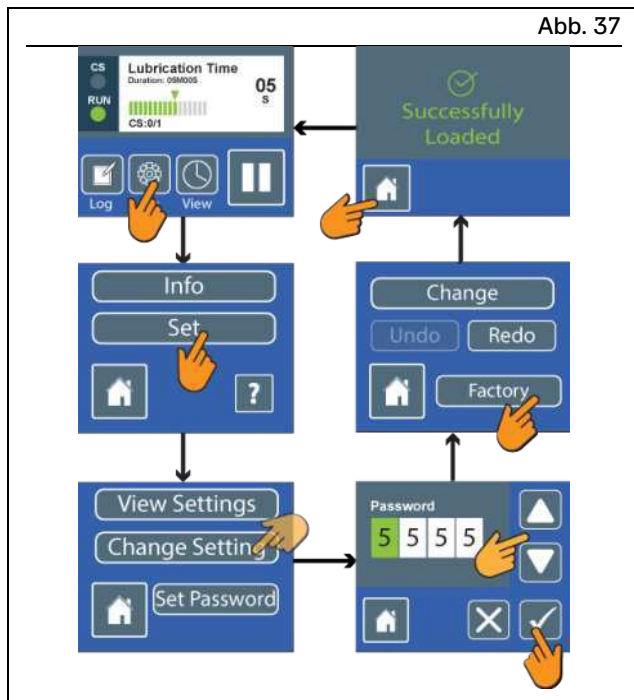 Abb. 37
CS
RUN
Lubrication Time
Duration: 05M00S
05
S
CS:0/1
Log
View
Successfully
Loaded
Info
Set
?
Change
Undo
Redo
Factory
View Settings
Change Setting
Set Password
Password
5 5 5 5